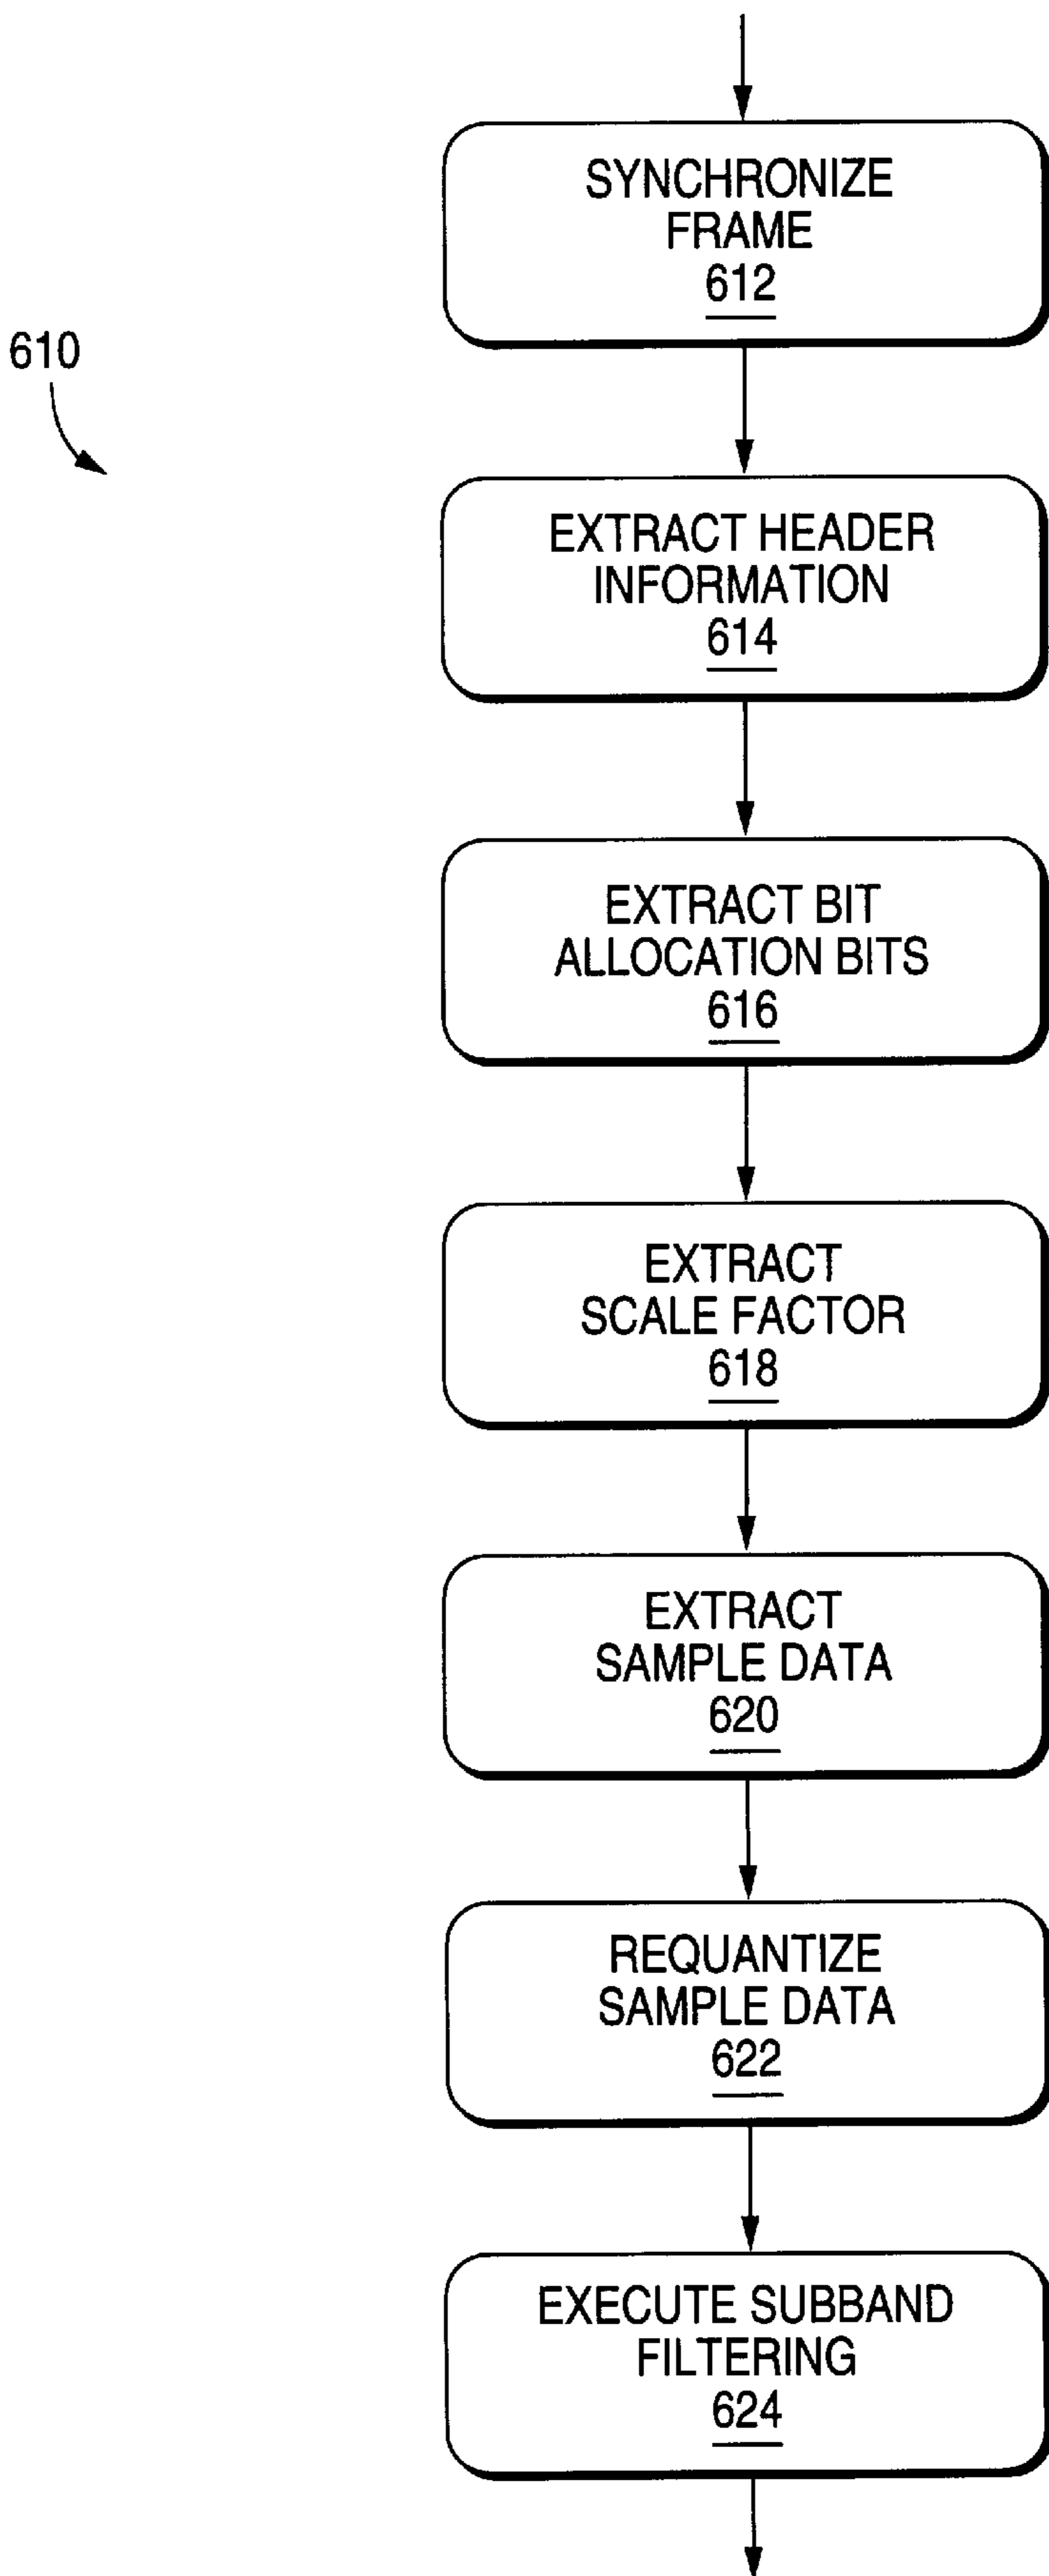 SYNCHRONIZE
FRAME
612
610
EXTRACT HEADER
INFORMATION
614
EXTRACT BIT
ALLOCATION BITS
616
EXTRACT
SCALE FACTOR
618
EXTRACT
SAMPLE DATA
620
REQUANTIZE
SAMPLE DATA
622
EXECUTE SUBBAND
FILTERING
624